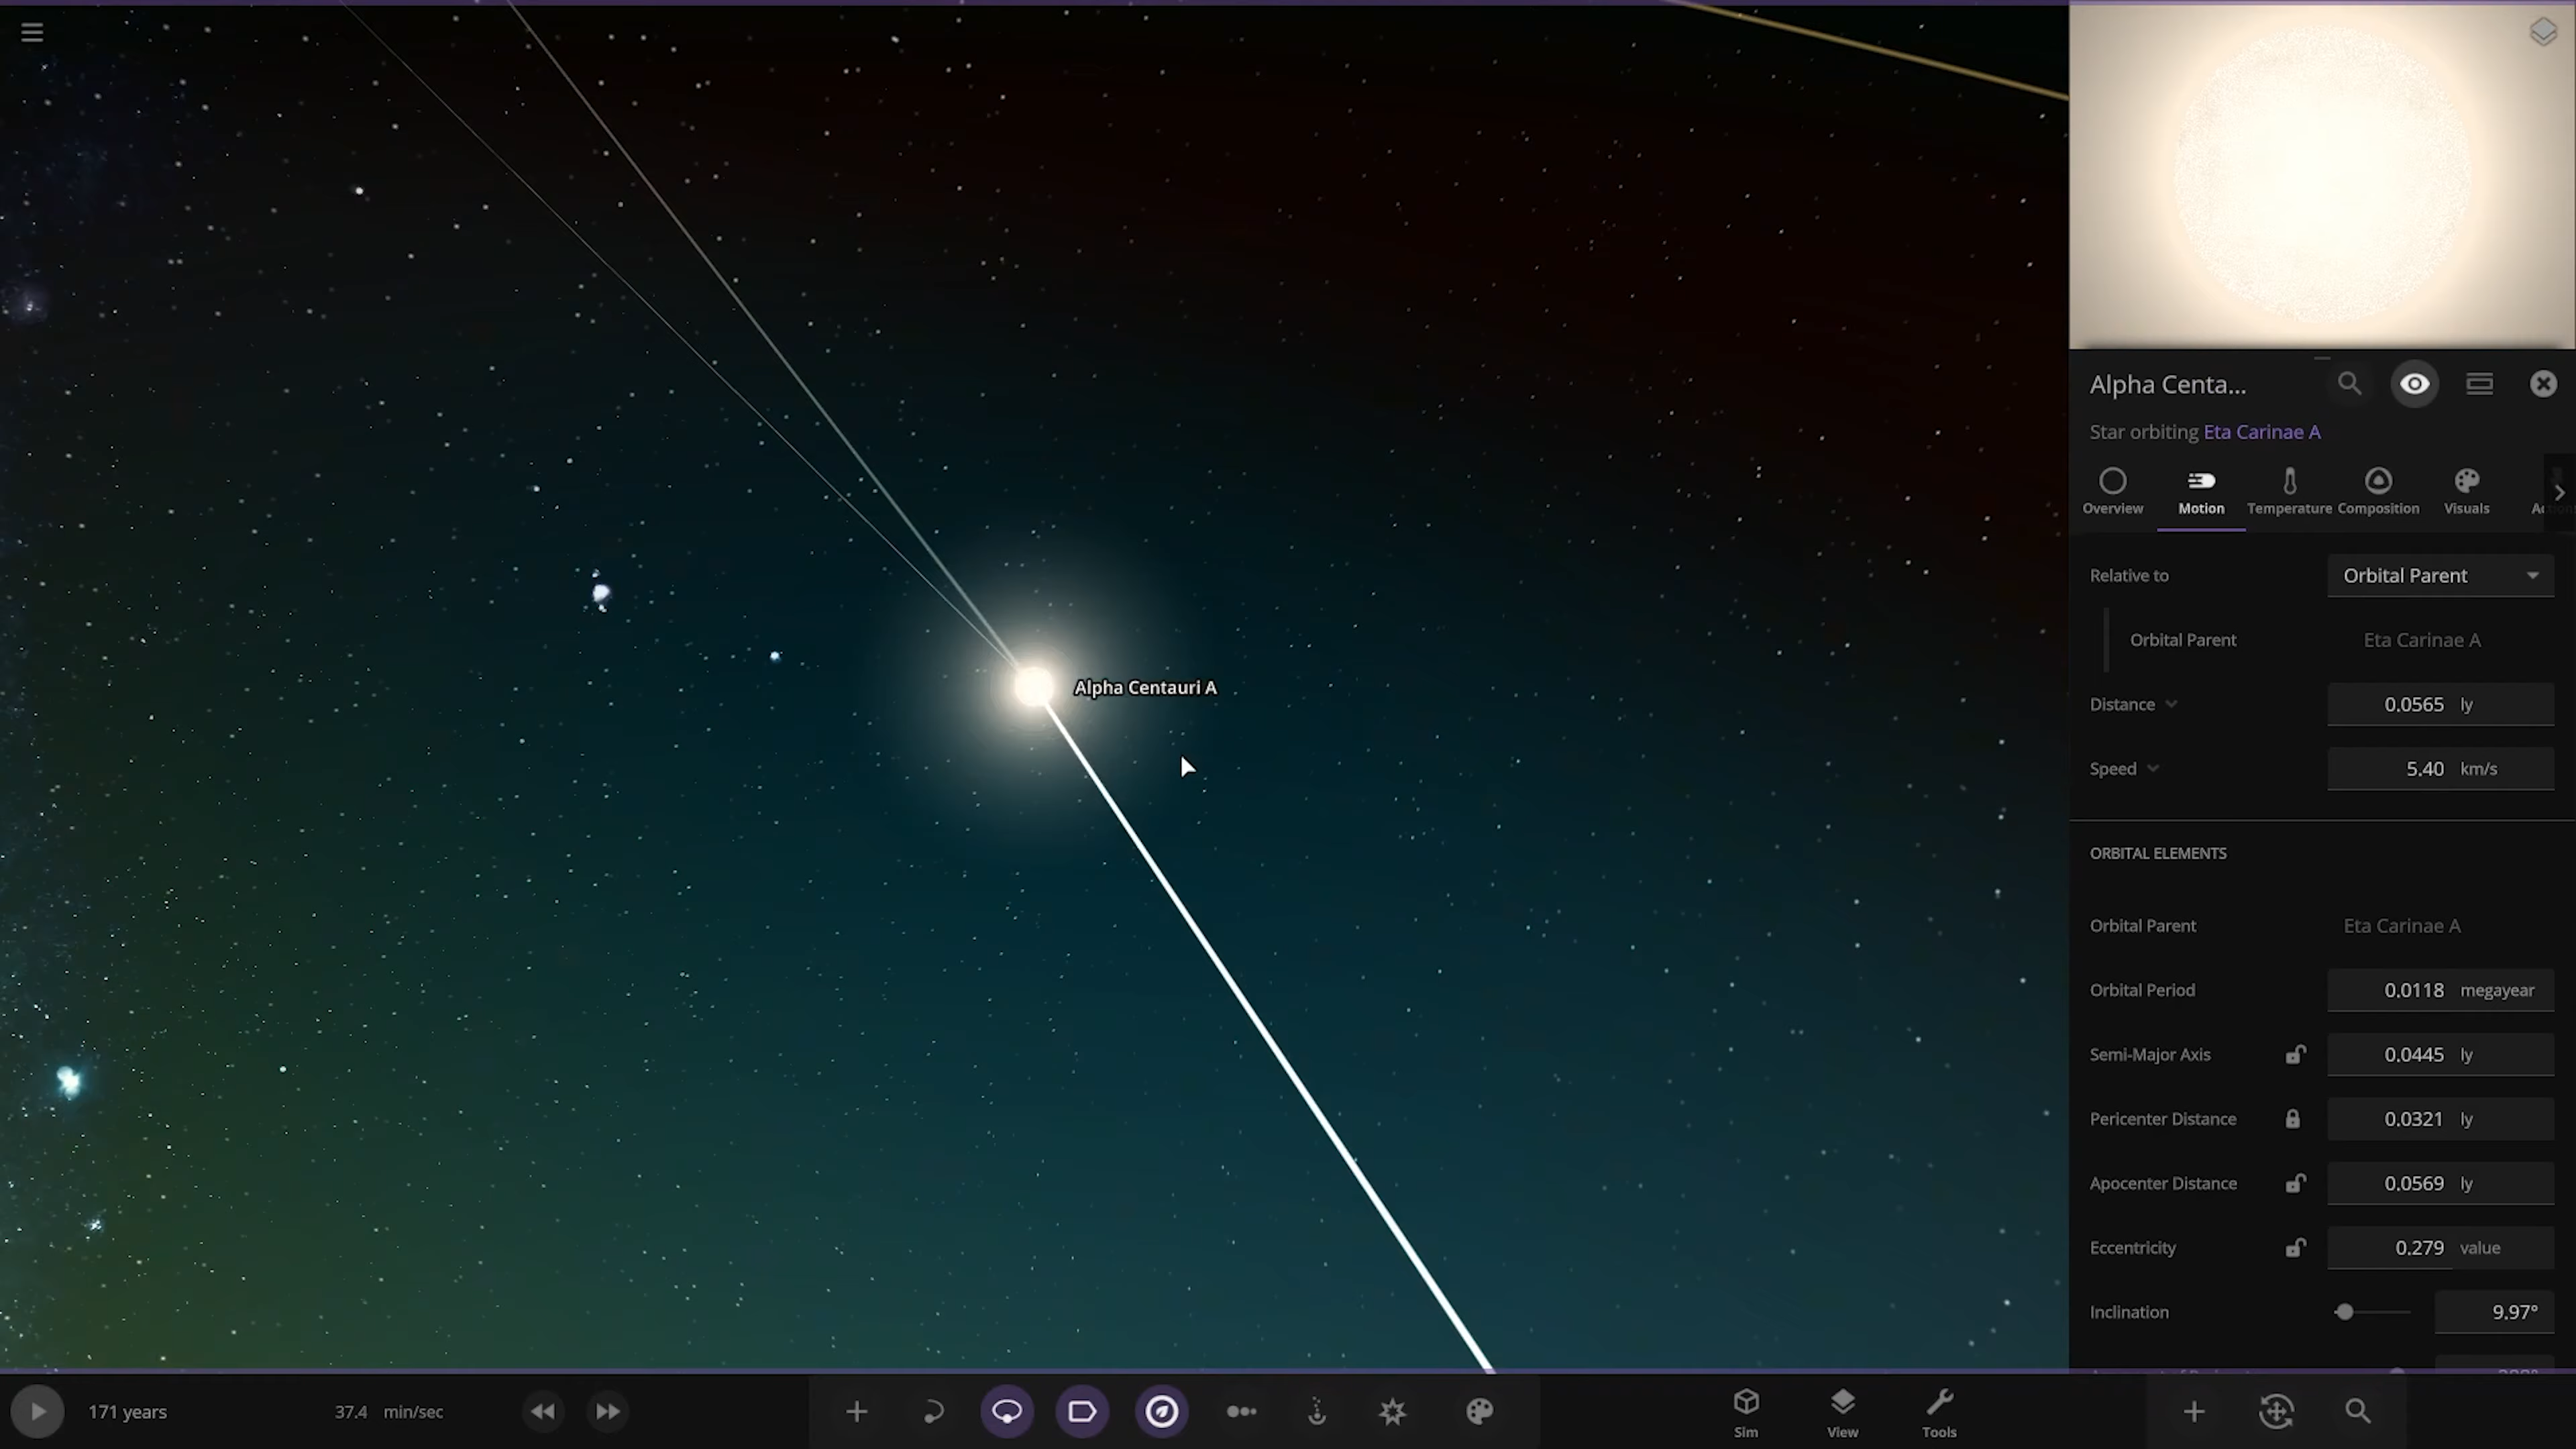 Alpha Centauri A
Alpha Centa...
Star orbiting Eta Carinae A
Overview
Motion
Temperature
Composition
Visuals
Relative to
Orbital Parent
Orbital Parent
Eta Carinae A
Distance
0.0565 ly
Speed
5.40 km/s
ORBITAL ELEMENTS
Orbital Parent
Eta Carinae A
Orbital Period
0.0118 megayear
Semi-Major Axis
0.0445 ly
Pericenter Distance
0.0321 ly
Apocenter Distance
0.0569 ly
Eccentricity
0.279 value
Inclination
9.97°
171 years
37.4 min/sec
Sim
View
Tools